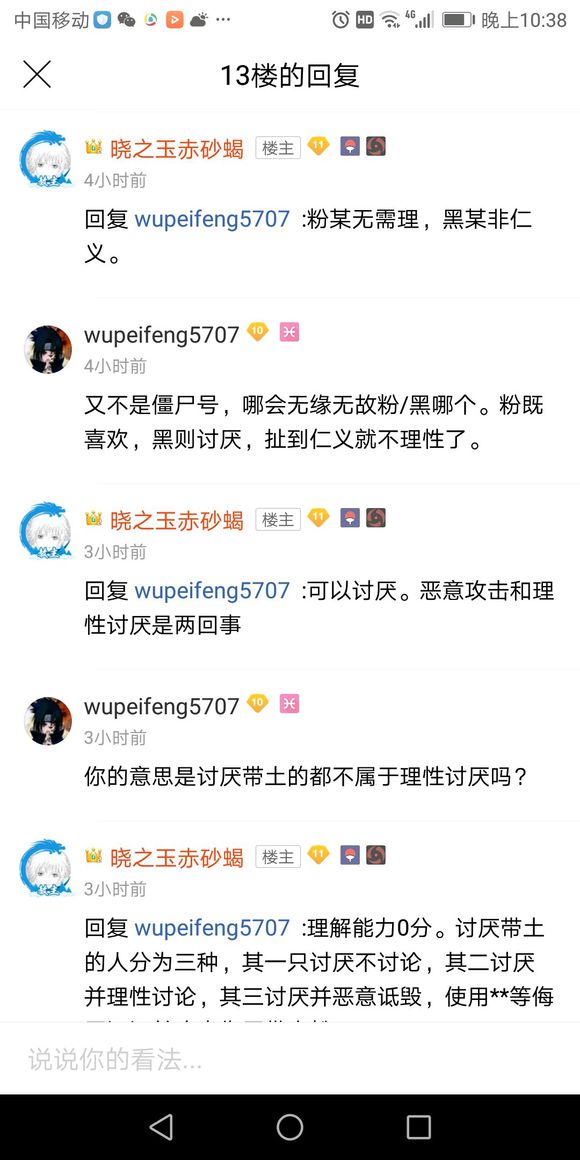 中国移动 ... HD 4G 晚上10:38
13楼的回复
晓之玉赤砂蝎 楼主 11
4小时前
回复 wupeifeng5707 :粉某无需理，黑某非仁
义。
wupeifeng5707 10
4小时前
又不是僵尸号，哪会无缘无故粉/黑哪个。粉既
喜欢，黑则讨厌，扯到仁义就不理性了。
晓之玉赤砂蝎 楼主 11
3小时前
回复 wupeifeng5707 :可以讨厌。恶意攻击和理
性讨厌是两回事
wupeifeng5707 10
3小时前
你的意思是讨厌带土的都不属于理性讨厌吗？
晓之玉赤砂蝎 楼主 11
3小时前
回复 wupeifeng5707 :理解能力0分。讨厌带土
的人分为三种，其一只讨厌不讨论，其二讨厌
并理性讨论，其三讨厌并恶意诋毁，使用**等侮
说说你的看法...